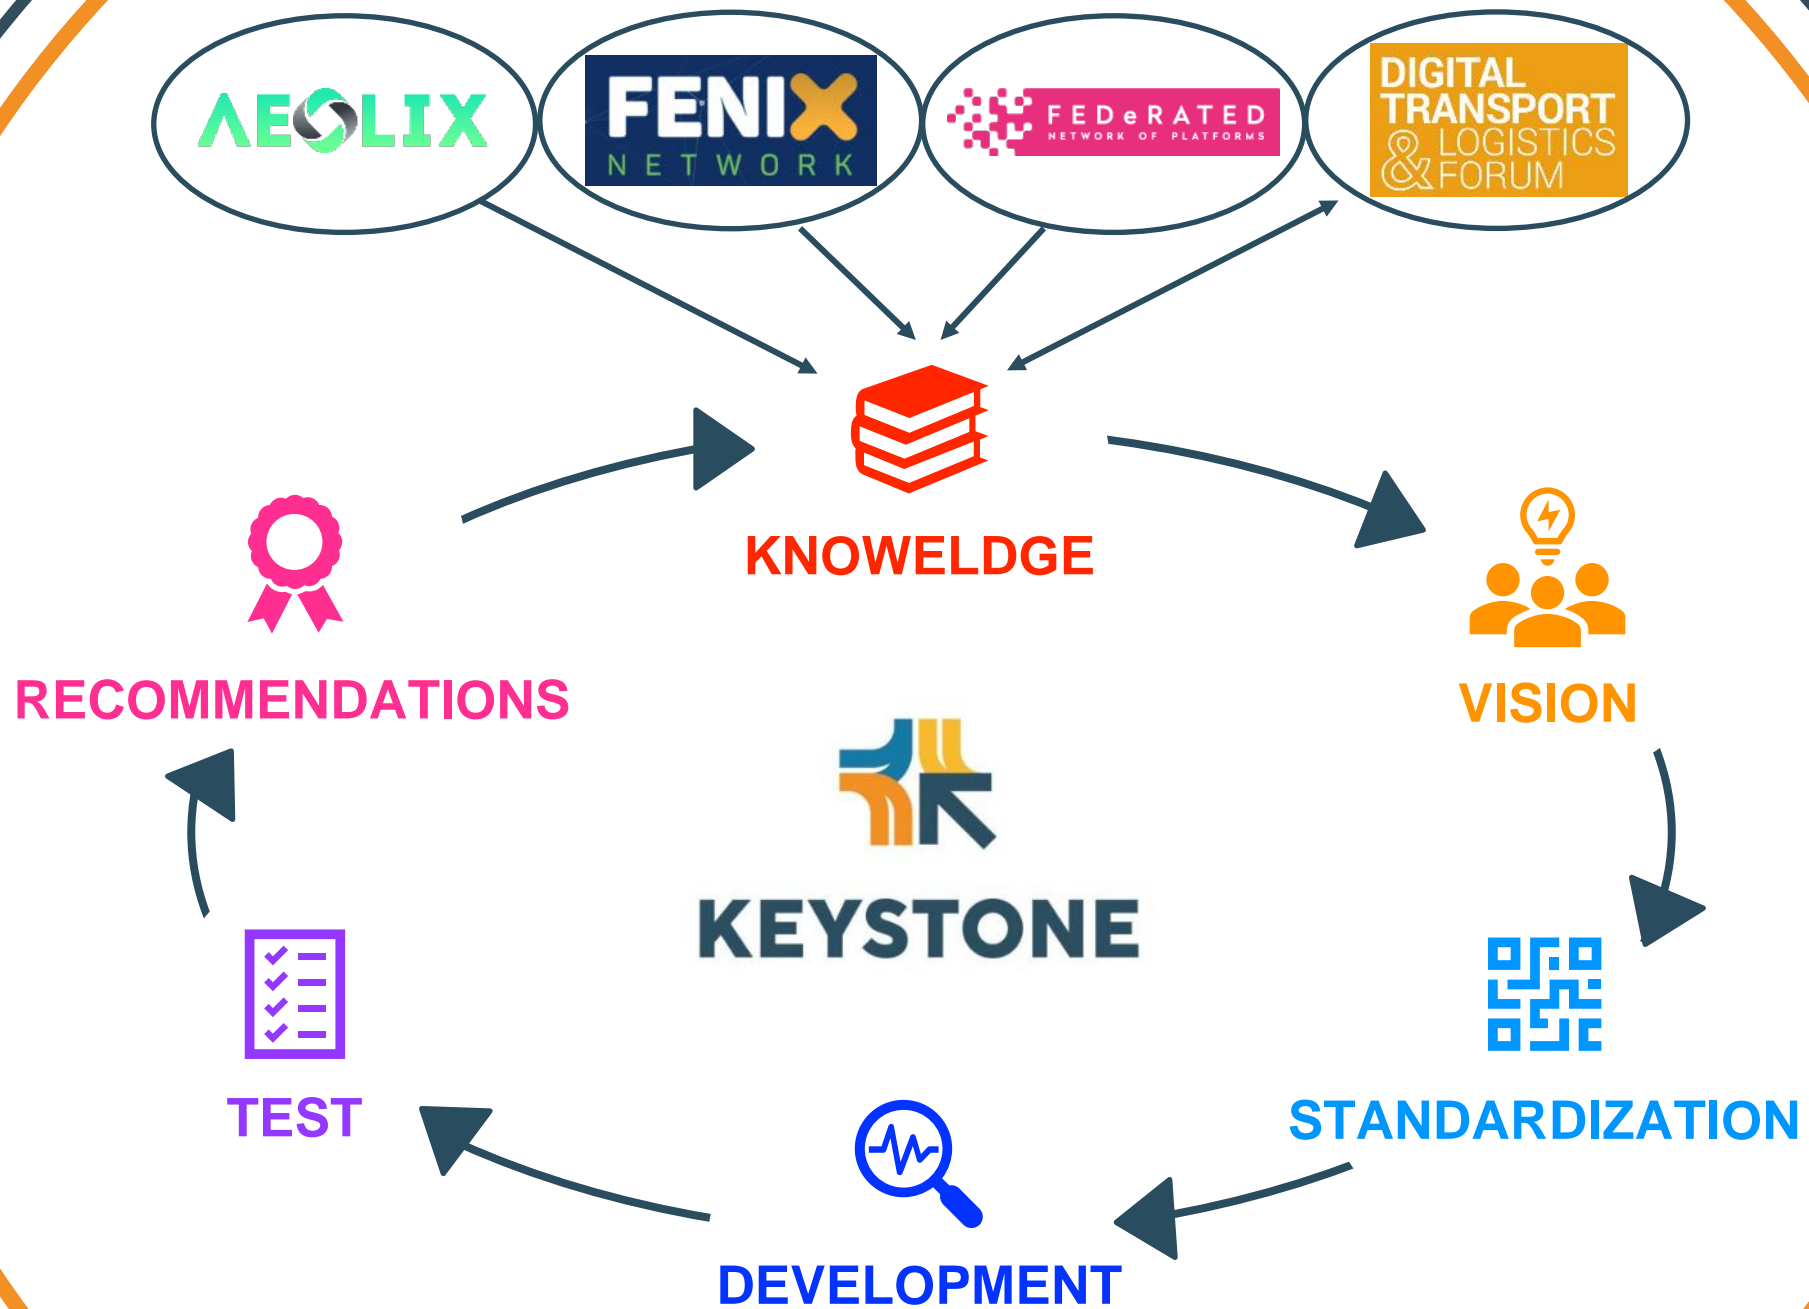 AEOLIX
FENIX
NETWORK
FEDeRATED
NETWORK OF PLATFORMS
DIGITAL
TRANSPORT
& LOGISTICS
FORUM
KNOWELDGE
RECOMMENDATIONS
VISION
KEYSTONE
TEST
STANDARDIZATION
DEVELOPMENT